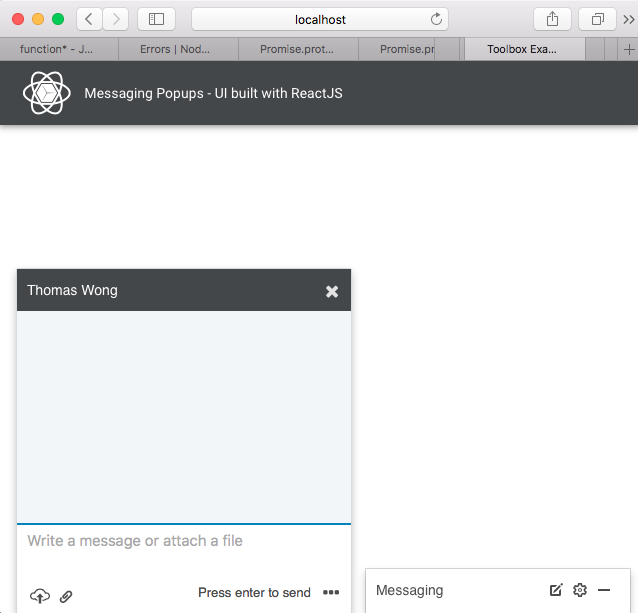 localhost
function* - J...
Errors | Nod...
Promise.prot...
Promise.pr
Toolbox Exa...
Messaging Popups - UI built with ReactJS
Thomas Wong
Write a message or attach a file
Press enter to send
Messaging